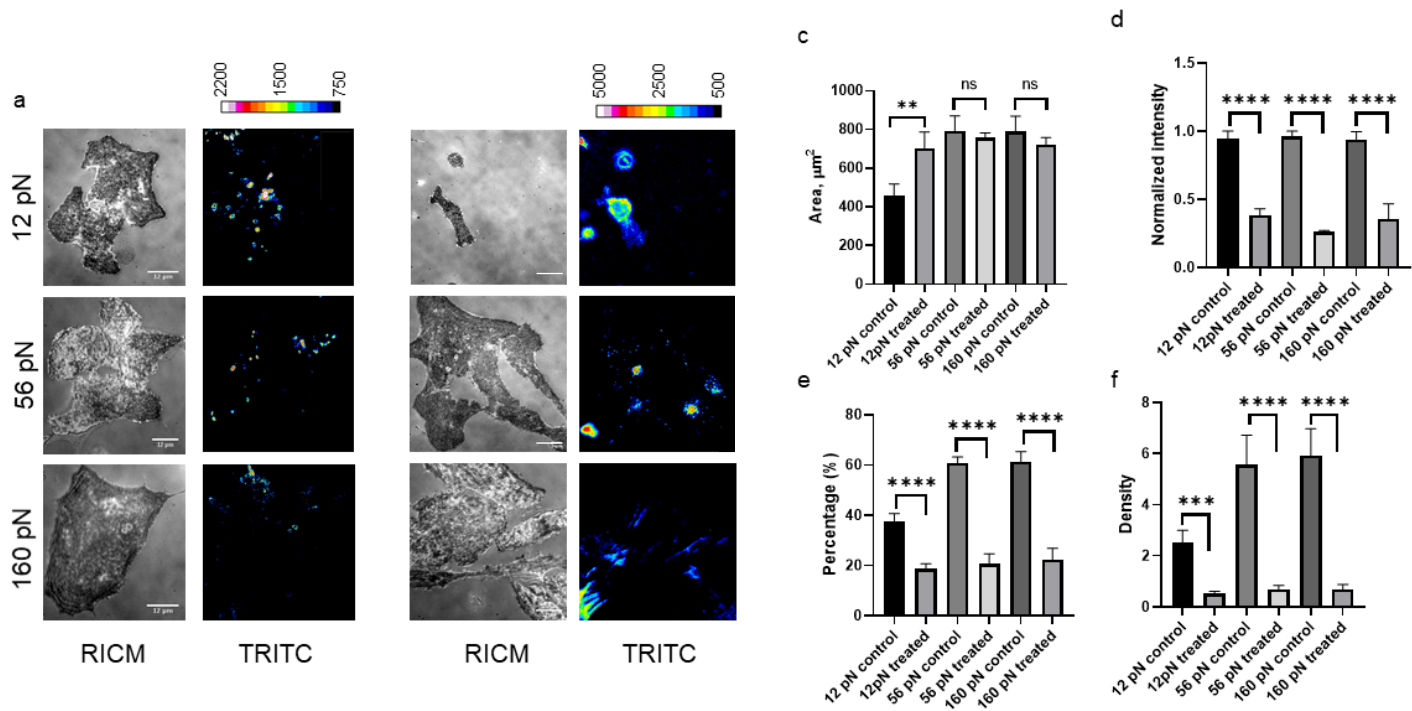 a
2200
1500
750
5000
2500
500
12 pN
56 pN
160 pN
12 µm
12 µm
12 µm
RICM
TRITC
RICM
TRITC
c
Area, µm²
1000
800
600
400
200
0
**
ns
ns
12 pN control
12pN treated
56 pN control
56 pN treated
160 pN control
160 pN treated
d
Normalized intensity
1.5
1.0
0.5
0.0
****
****
****
12 pN control
12pN treated
56 pN control
56 pN treated
160 pN control
160 pN treated
e
Percentage (%)
80
60
40
20
0
****
****
****
12 pN control
12pN treated
56 pN control
56 pN treated
160 pN control
160 pN treated
f
Density
8
6
4
2
0
***
****
****
12 pN control
12pN treated
56 pN control
56 pN treated
160 pN control
160 pN treated